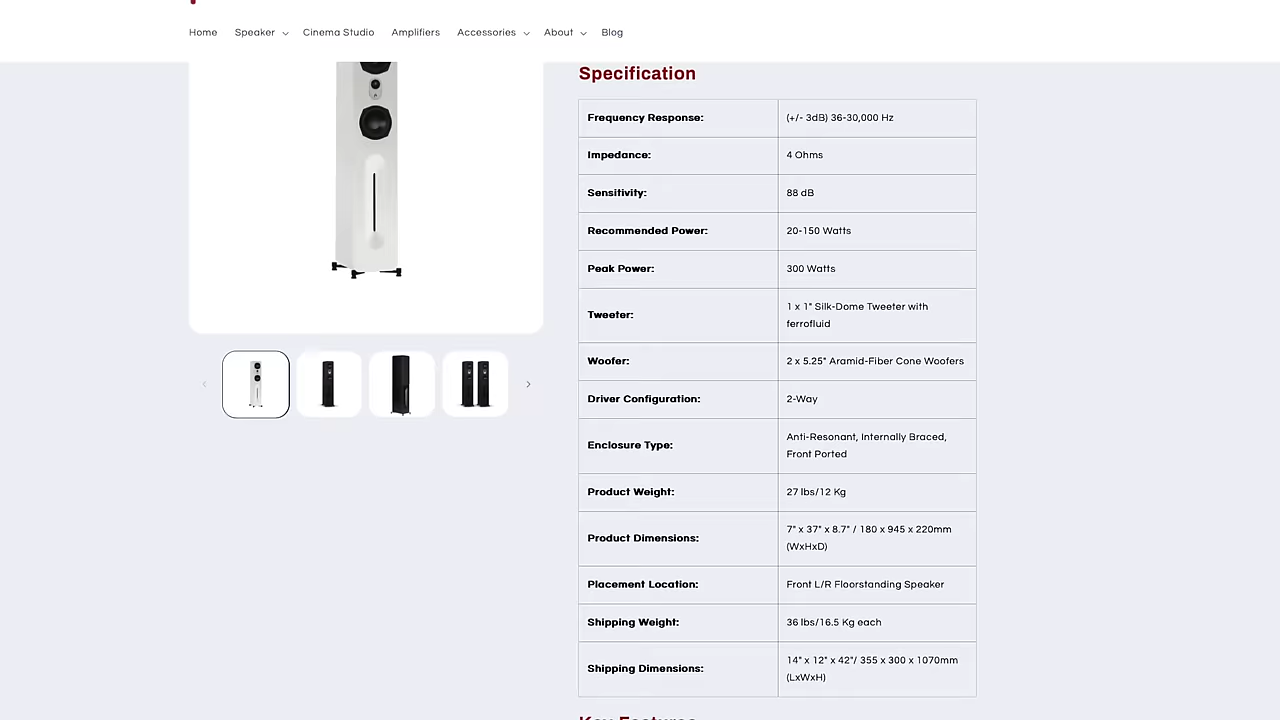 Home Speaker Cinema Studio Amplifiers Accessories About Blog
Specification
Frequency Response: (+/- 3dB) 36-30,000 Hz
Impedance: 4 Ohms
Sensitivity: 88 dB
Recommended Power: 20-150 Watts
Peak Power: 300 Watts
Tweeter: 1 x 1" Silk-Dome Tweeter with
ferrofluid
Woofer: 2 x 5.25" Aramid-Fiber Cone Woofers
Driver Configuration: 2-Way
Enclosure Type: Anti-Resonant, Internally Braced,
Front Ported
Product Weight: 27 lbs/12 Kg
Product Dimensions: 7" x 37" x 8.7" / 180 x 945 x 220mm
(WxHxD)
Placement Location: Front L/R Floorstanding Speaker
Shipping Weight: 36 lbs/16.5 Kg each
Shipping Dimensions: 14" x 12" x 42"/ 355 x 300 x 1070mm
(LxWxH)
Key Features